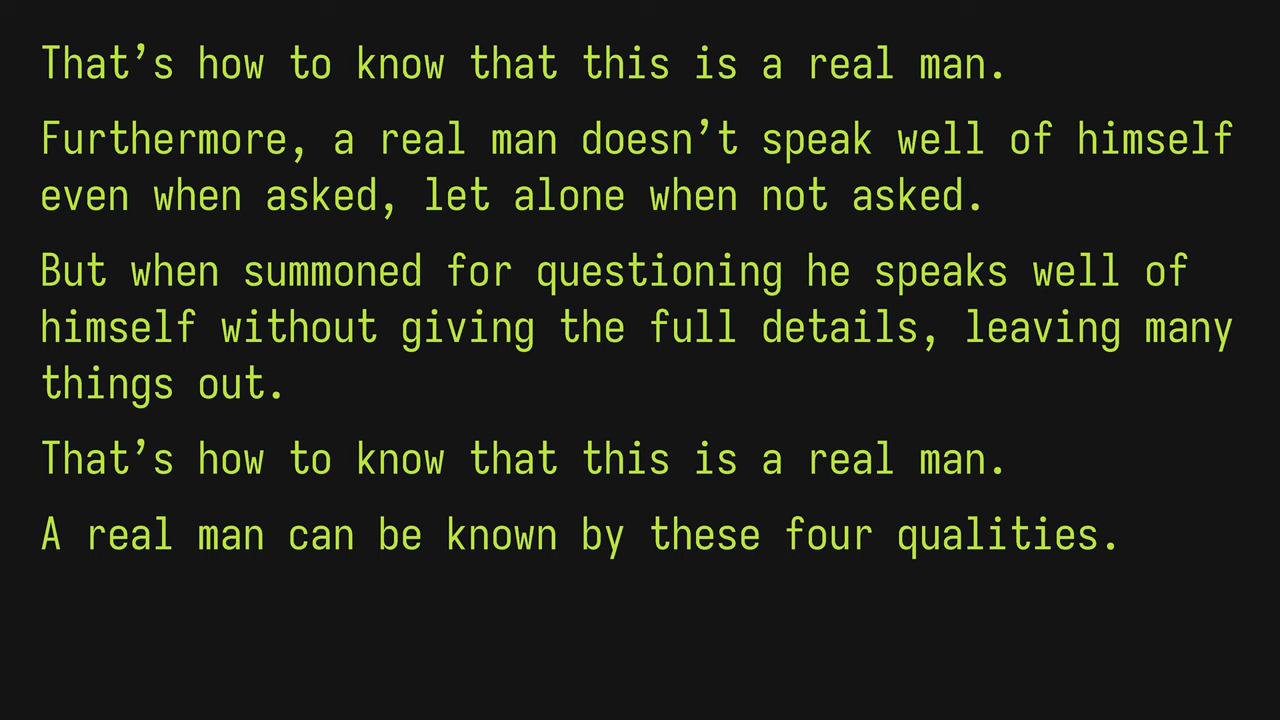 That’s how to know that this is a real man.
Furthermore, a real man doesn’t speak well of himself
even when asked, let alone when not asked.
But when summoned for questioning he speaks well of
himself without giving the full details, leaving many
things out.
That’s how to know that this is a real man.
A real man can be known by these four qualities.